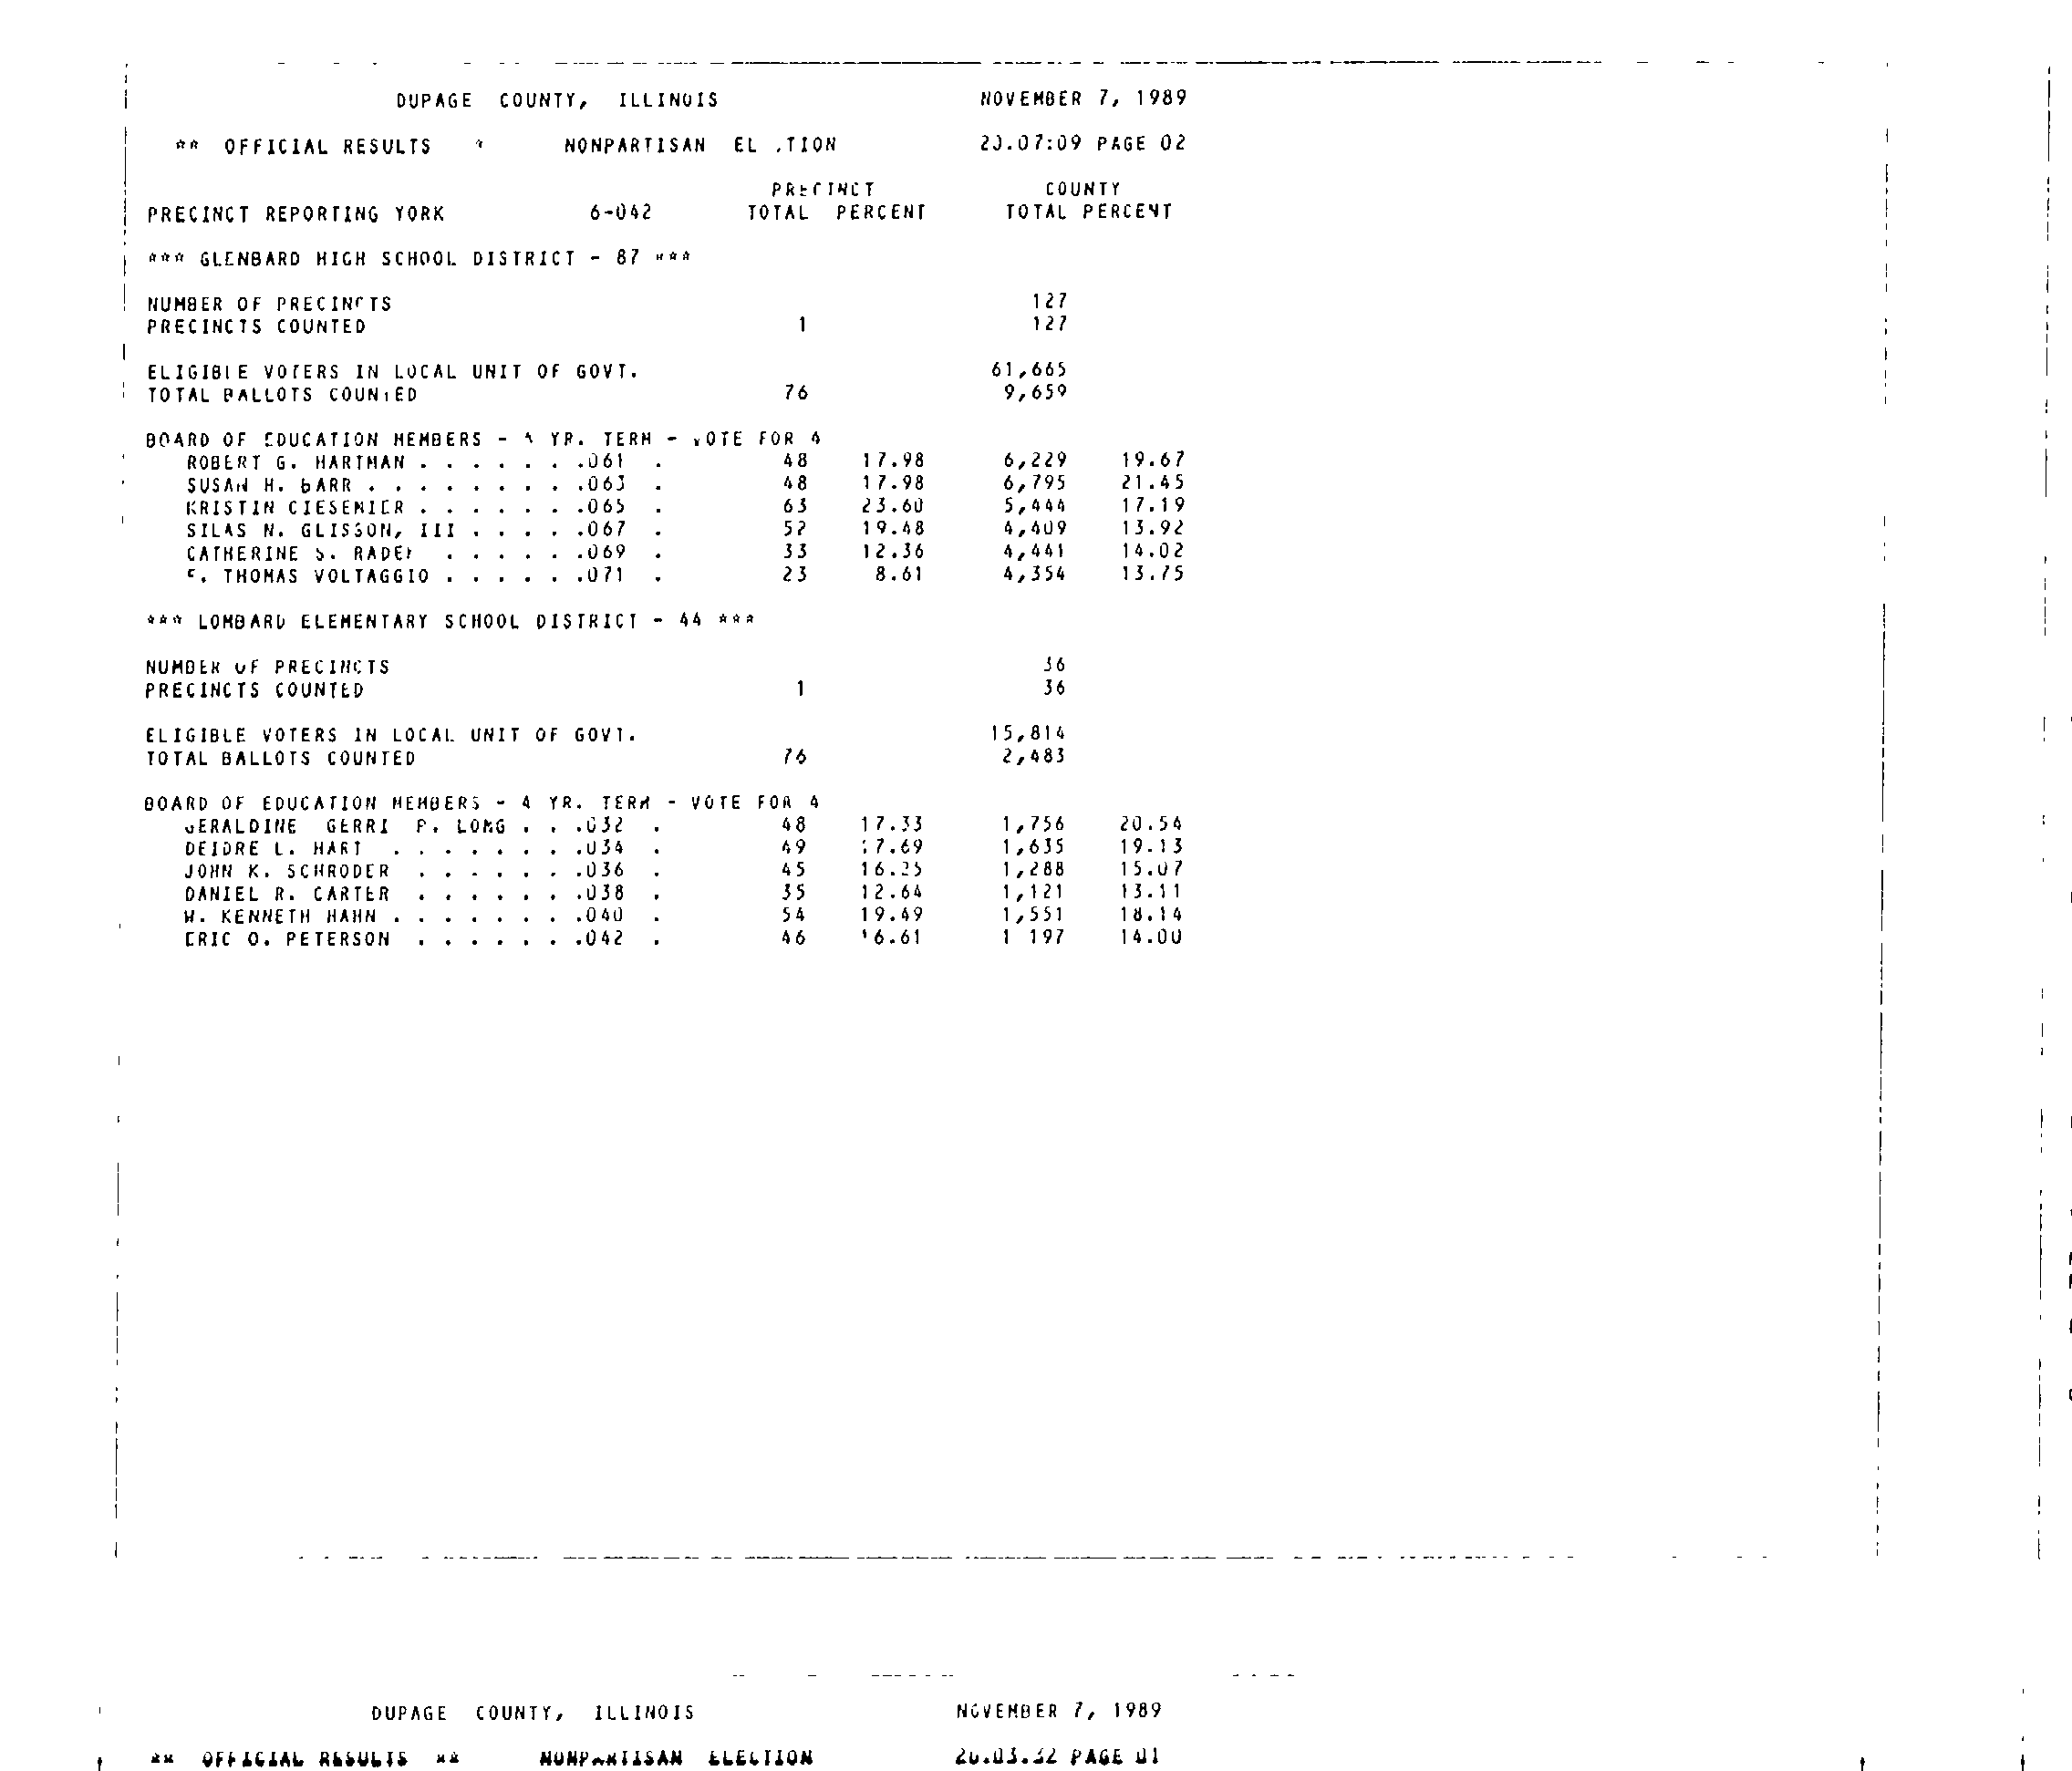 DUPAGE COUNTY, ILLINOIS NOVEMBER 7, 1989
** OFFICIAL RESULTS * NONPARTISAN 20.07:09 PAGE 02
PRECINCT COUNTY
PRECINCT REPORTING YORK 6-042 TOTAL PERCENT TOTAL PERCENT
*** GLENBARD HIGH SCHOOL DISTRICT - 87 ***
NUMBER OF PRECINCTS 127
PRECINCTS COUNTED 1 127
ELIGIBLE VOTERS IN LOCAL UNIT OF GOVT. 61,665
TOTAL BALLOTS COUNTED 76 9,659
BOARD OF EDUCATION MEMBERS - 4 YR. TERM - VOTE FOR 4
ROBERT G. HARTMAN . . . . . . .061 . 48 17.98 6,229 19.67
SUSAN H. BARR . . . . . . . . .063 . 48 17.98 6,795 21.45
KRISTIN CIESEMIER . . . . . . .065 . 63 23.60 5,444 17.19
SILAS N. GLISSON, III . . . . .067 . 52 19.48 4,409 13.92
CATHERINE S. . . . . . .069 . 33 12.36 4,441 14.02
THOMAS VOLTAGGIO . . . . . .071 . 23 8.61 4,354 13.75
*** LOMBARD ELEMENTARY SCHOOL DISTRICT - 44 ***
NUMBER OF PRECINCTS 36
PRECINCTS COUNTED 1 36
ELIGIBLE VOTERS IN LOCAL UNIT OF GOVT. 15,814
TOTAL BALLOTS COUNTED 76 2,483
BOARD OF EDUCATION MEMBERS - 4 YR. TERM - VOTE FOR 4
GERALDINE GERRI P. LONG . . .032 . 48 17.33 1,756 20.54
DEIDRE L. HART . . . . . . . .034 . 49 17.69 1,635 19.13
JOHN K. SCHRODER . . . . . . .036 . 45 16.25 1,288 15.07
DANIEL R. CARTER . . . . . . .038 . 35 12.64 1,121 13.11
W. KENNETH HAHN . . . . . . . .040 . 54 19.49 1,551 18.14
ERIC O. PETERSON . . . . . . .042 . 46 16.61 1 197 14.00
DUPAGE COUNTY, ILLINOIS NOVEMBER 7, 1989
** OFFICIAL RESULTS ** NONPARTISAN ELECTION 20.03.32 PAGE 01